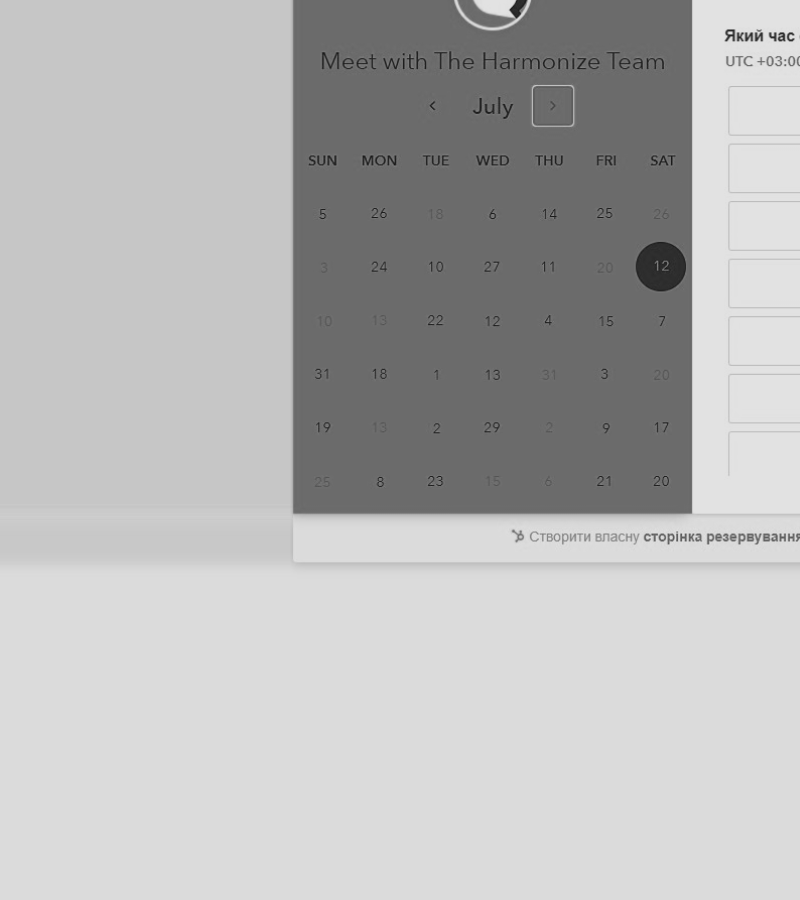 Meet with The Harmonize Team
July
SUN MON TUE WED THU FRI SAT
5 26 18 6 14 25 26
3 24 10 27 11 20 12
10 13 22 12 4 15 7
31 18 1 13 31 3 20
19 13 2 29 2 9 17
25 8 23 15 6 21 20
Який час
UTC +03:00
Створити власну сторінка резервування